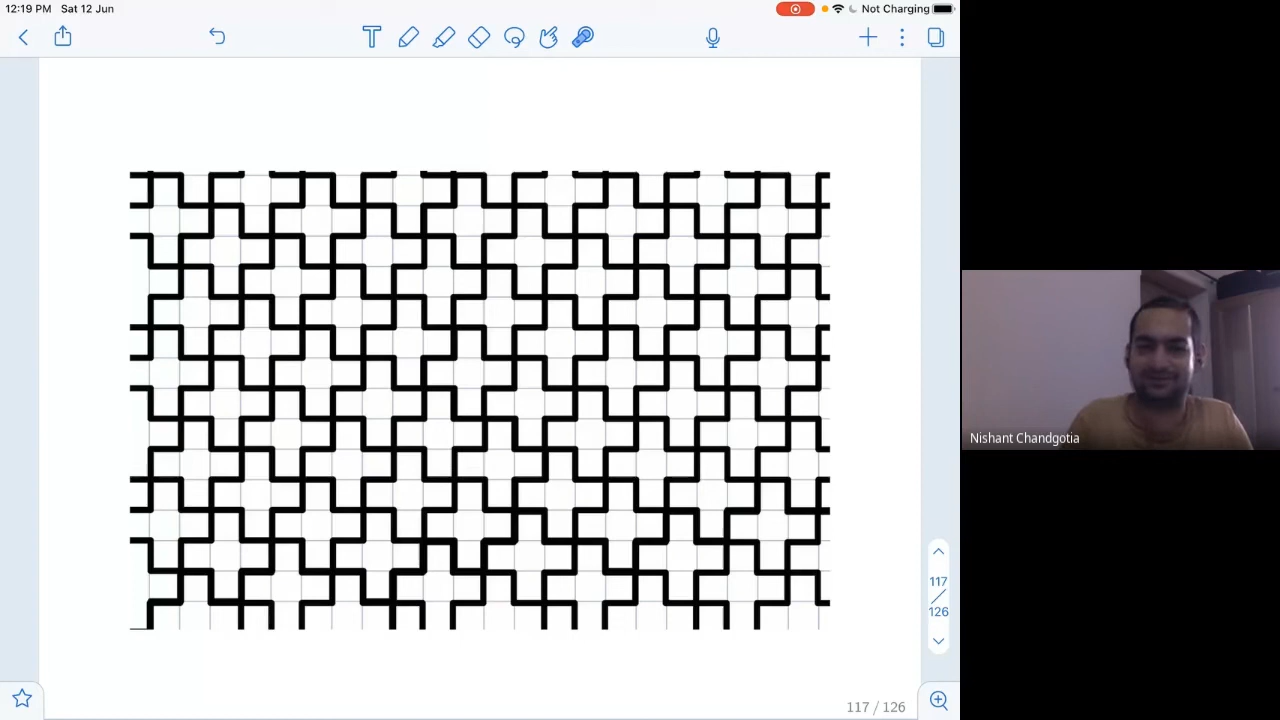 12:19 PM Sat 12 Jun
Not Charging
T
Nishant Chandgotia
117
126
117 / 126